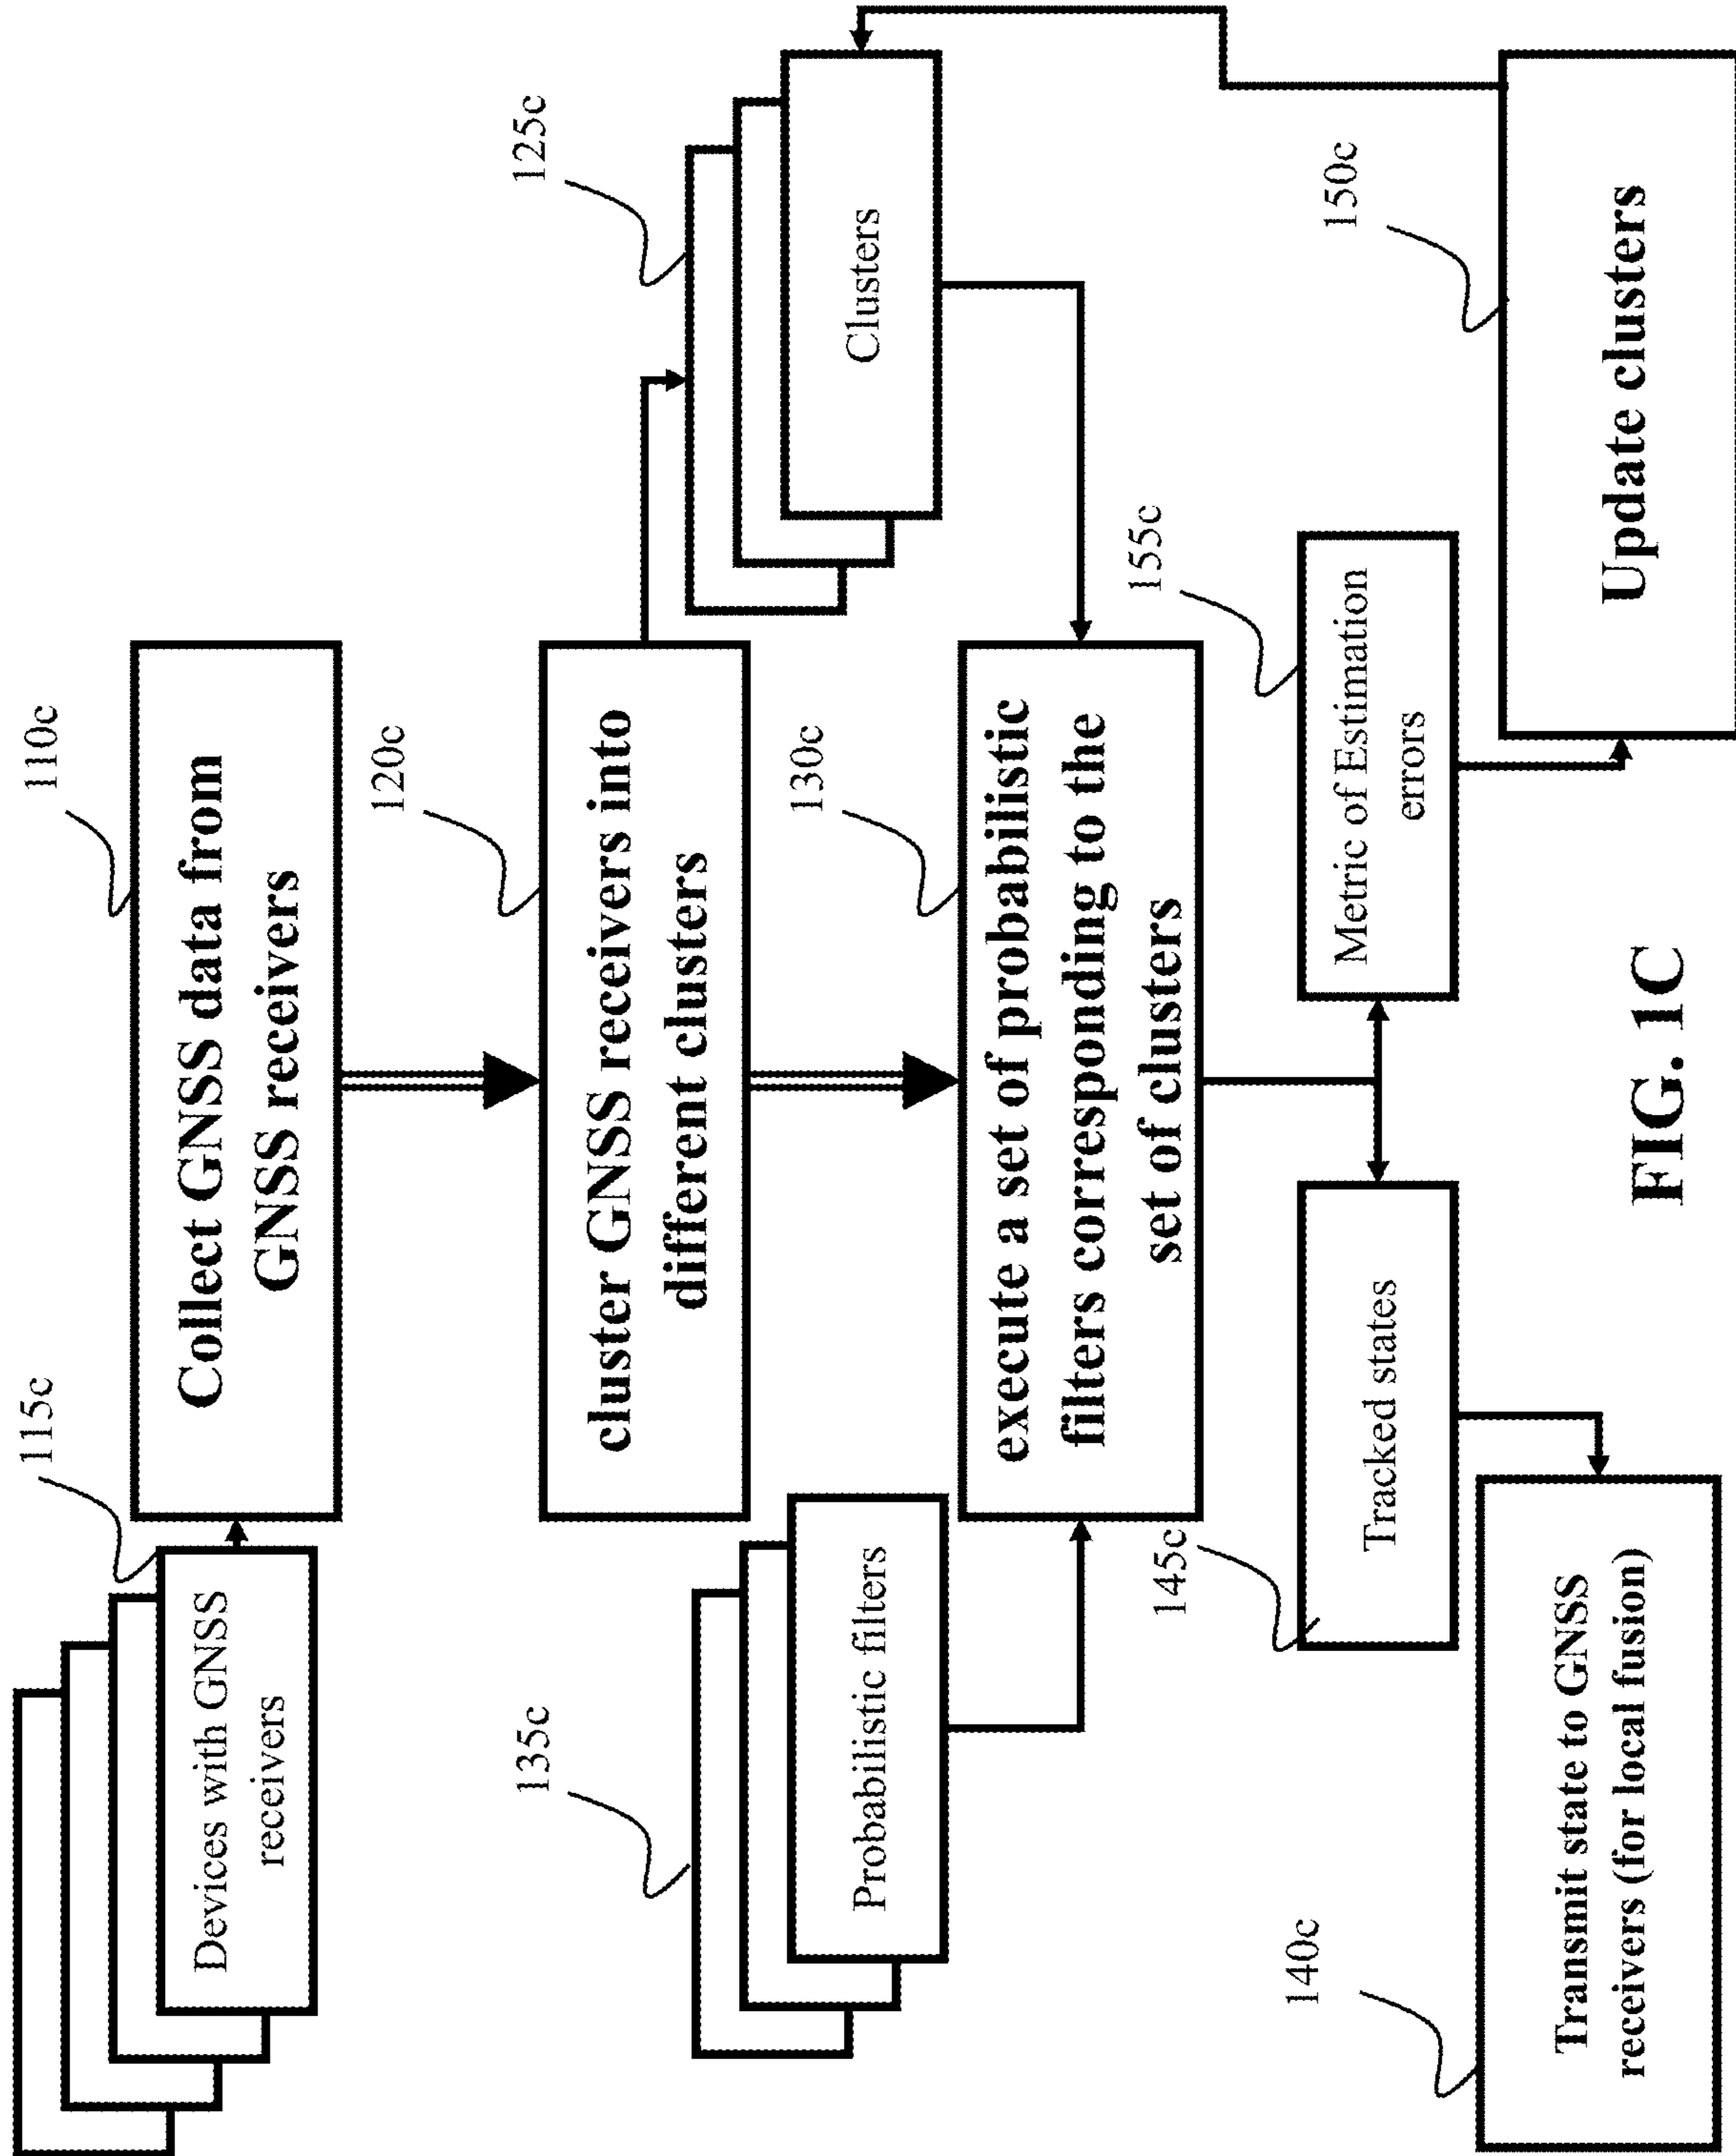 115c
110c
Devices with GNSS
receivers
Collect GNSS data from
GNSS receivers
120c
cluster GNSS receivers into
different clusters
125c
Clusters
135c
Probabilistic filters
130c
execute a set of probabilistic
filters corresponding to the
set of clusters
145c
Tracked states
155c
Metric of Estimation
errors
140c
Transmit state to GNSS
receivers (for local fusion)
150c
Update clusters
FIG. 1C